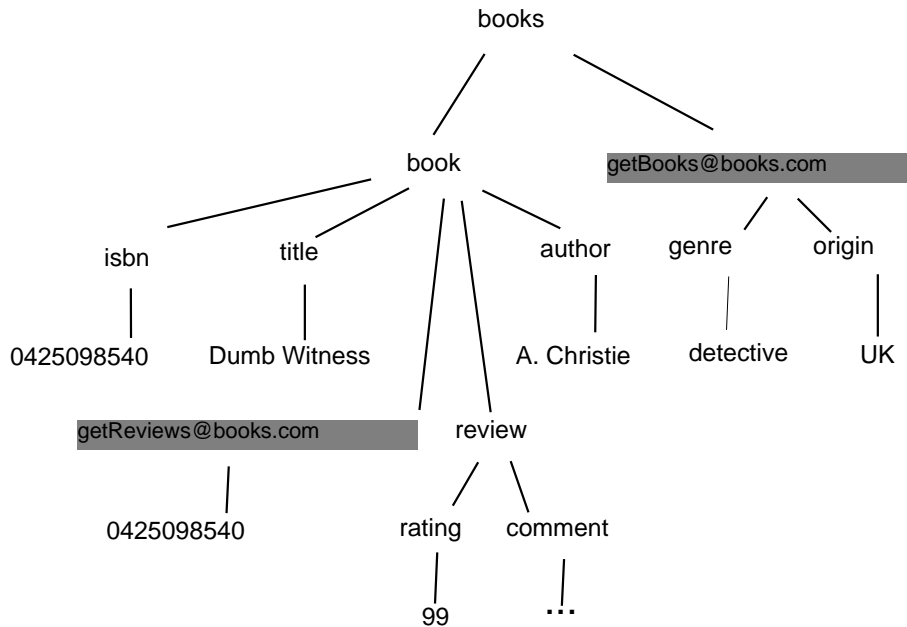 books
book
getBooks@books.com
isbn
title
author
genre
origin
0425098540
Dumb Witness
A. Christie
detective
UK
getReviews@books.com
review
0425098540
rating
comment
99
...